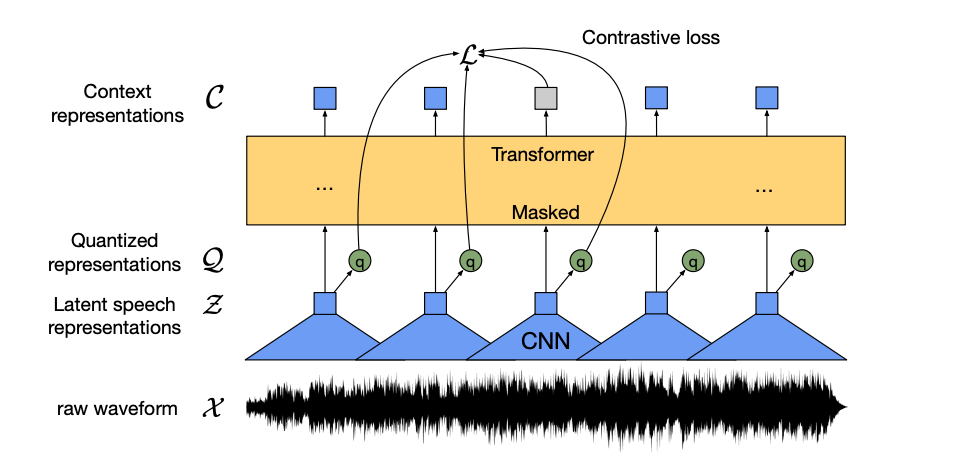 Contrastive loss
ℒ
Context
representations
𝒞
Transformer
...
...
Masked
Quantized
representations
𝒬
q
q
q
q
q
Latent speech
representations
𝒵
CNN
raw waveform
𝒳